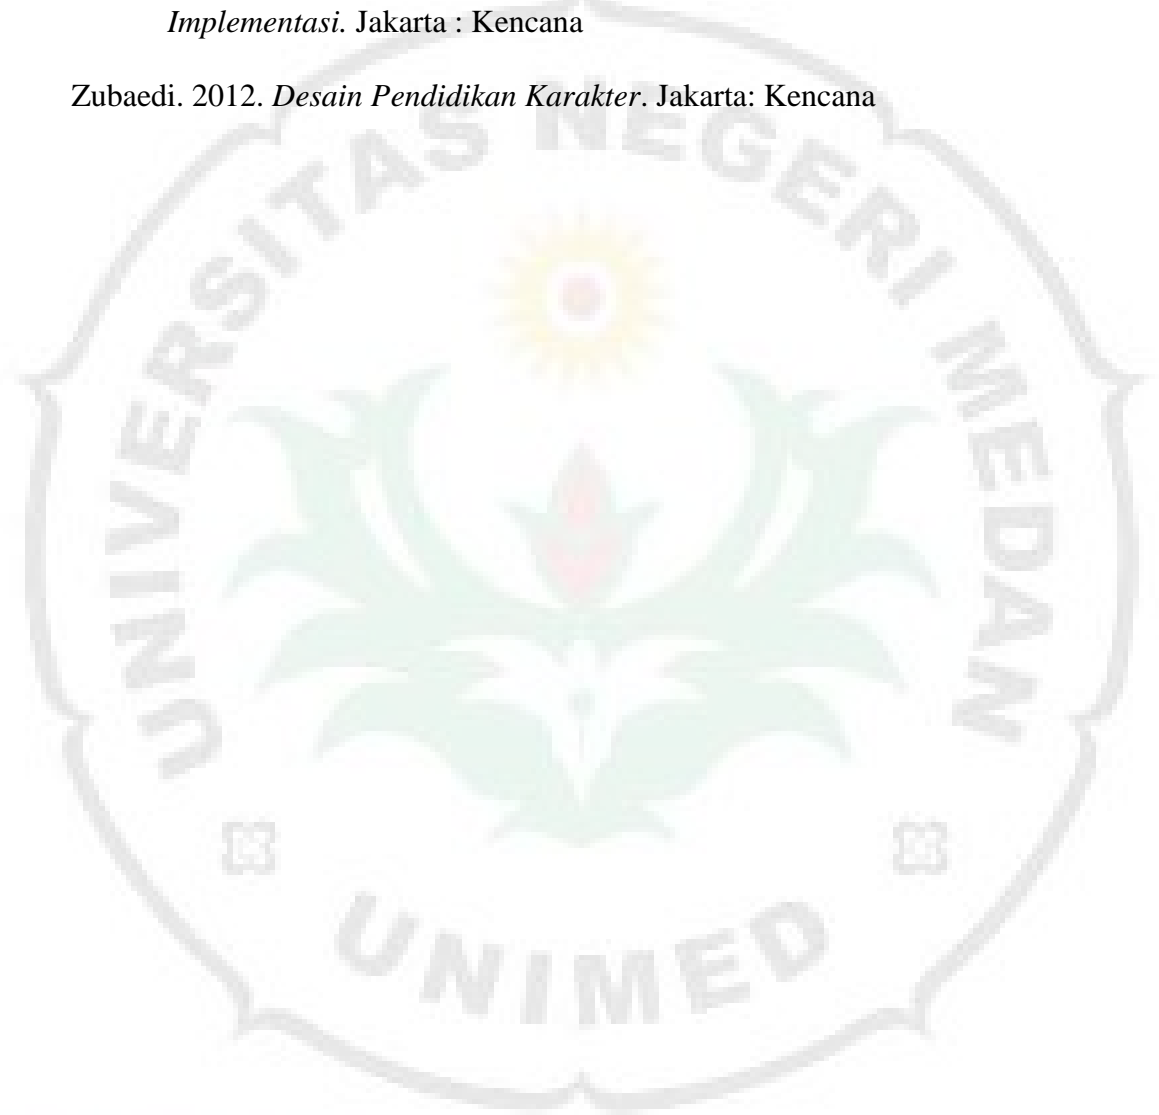 Implementasi. Jakarta : Kencana
Zubaedi. 2012. Desain Pendidikan Karakter. Jakarta: Kencana
UNIVERSITAS NEGERI MEDAN
UNIMED